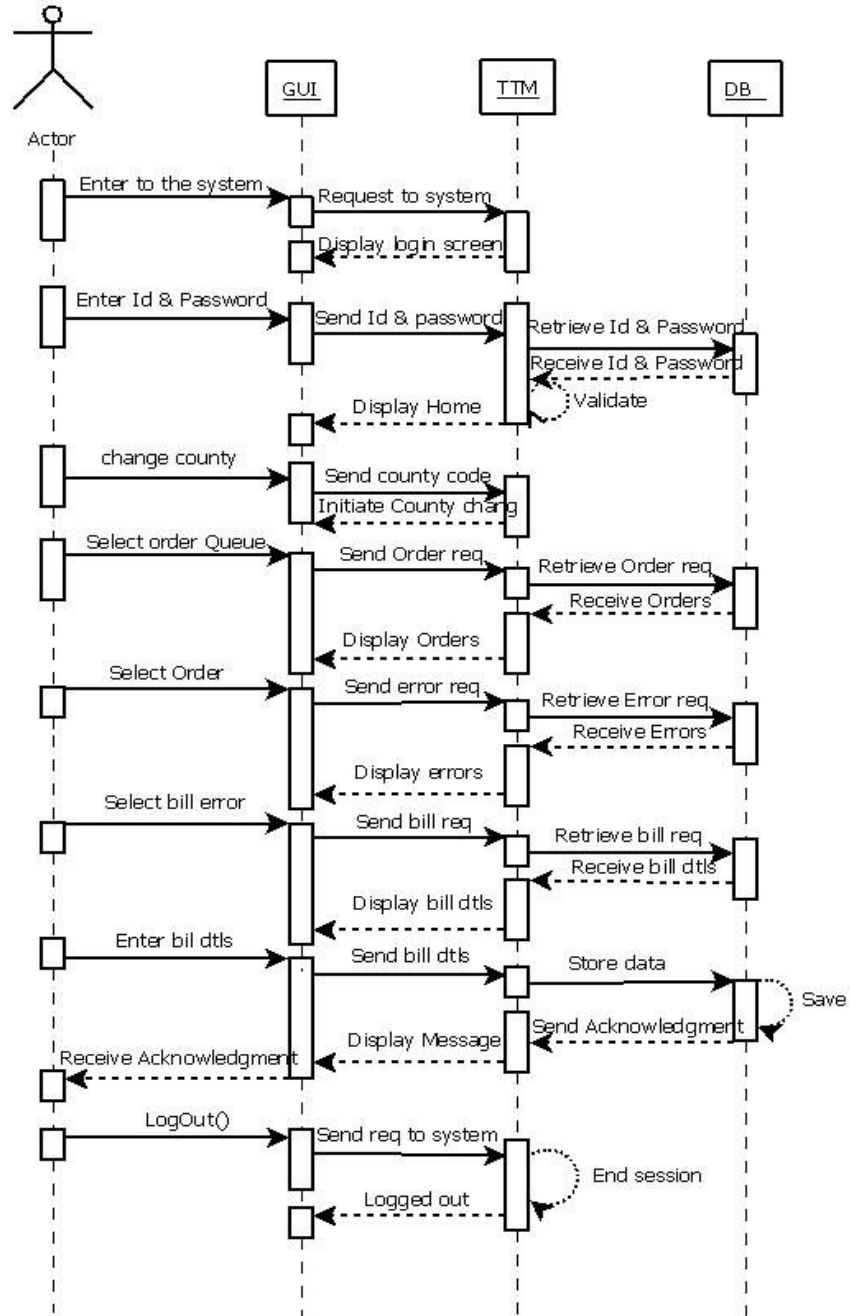 GUI
TTM
DB
Actor
Enter to the system
Request to system
Display login screen
Enter Id & Password
Send Id & password
Retrieve Id & Password
Receive Id & Password
Validate
Display Home
change county
Send county code
Initiate County chang
Select order Queue
Send Order req
Retrieve Order req
Receive Orders
Display Orders
Select Order
Send error req
Retrieve Error req
Receive Errors
Display errors
Select bill error
Send bill req
Retrieve bill req
Receive bill dtls
Display bill dtls
Enter bil dtls
Send bill dtls
Store data
Save
Send Acknowledgment
Display Message
Receive Acknowledgment
LogOut()
Send req to system
End session
Logged out